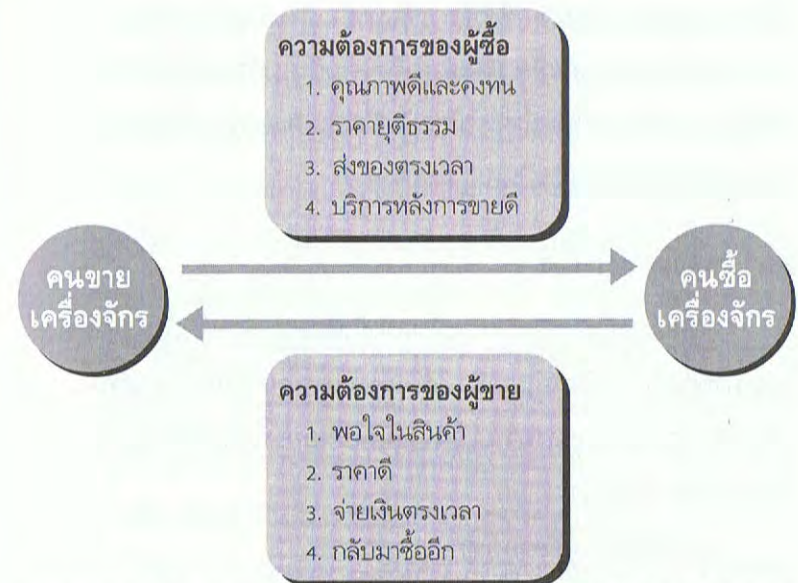 ความต้องการของผู้ซื้อ
1. คุณภาพดีและคงทน
2. ราคายุติธรรม
3. ส่งของตรงเวลา
4. บริการหลังการขายดี
คนขาย
เครื่องจักร
คนซื้อ
เครื่องจักร
ความต้องการของผู้ขาย
1. พอใจในสินค้า
2. ราคาดี
3. จ่ายเงินตรงเวลา
4. กลับมาซื้ออีก